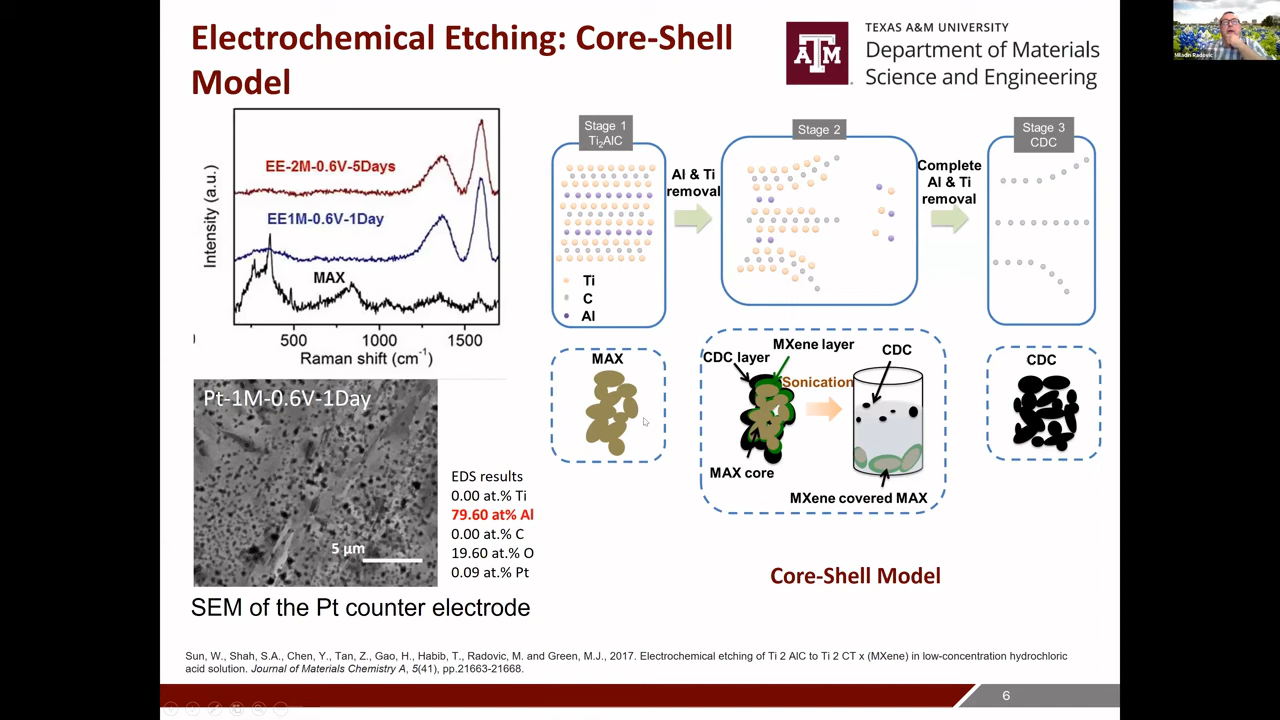 Electrochemical Etching: Core-Shell
Model
TEXAS A&M UNIVERSITY
Department of Materials
Science and Engineering
A T M
Mladin Radovic
Intensity (a.u.)
EE-2M-0.6V-5Days
EE1M-0.6V-1Day
MAX
500 1000 1500
Raman shift (cm⁻¹)
Stage 1
Ti₂AlC
Ti
C
Al
Al & Ti
removal
Stage 2
Complete
Al & Ti
removal
Stage 3
CDC
MAX
CDC layer
MXene layer
Sonication
CDC
MAX core
MXene covered MAX
CDC
Core-Shell Model
Pt-1M-0.6V-1Day
5 µm
EDS results
0.00 at.% Ti
79.60 at% Al
0.00 at.% C
19.60 at.% O
0.09 at.% Pt
SEM of the Pt counter electrode
Sun, W., Shah, S.A., Chen, Y., Tan, Z., Gao, H., Habib, T., Radovic, M. and Green, M.J., 2017. Electrochemical etching of Ti 2 AlC to Ti 2 CT x (MXene) in low-concentration hydrochloric
acid solution. Journal of Materials Chemistry A, 5(41), pp.21663-21668.
6